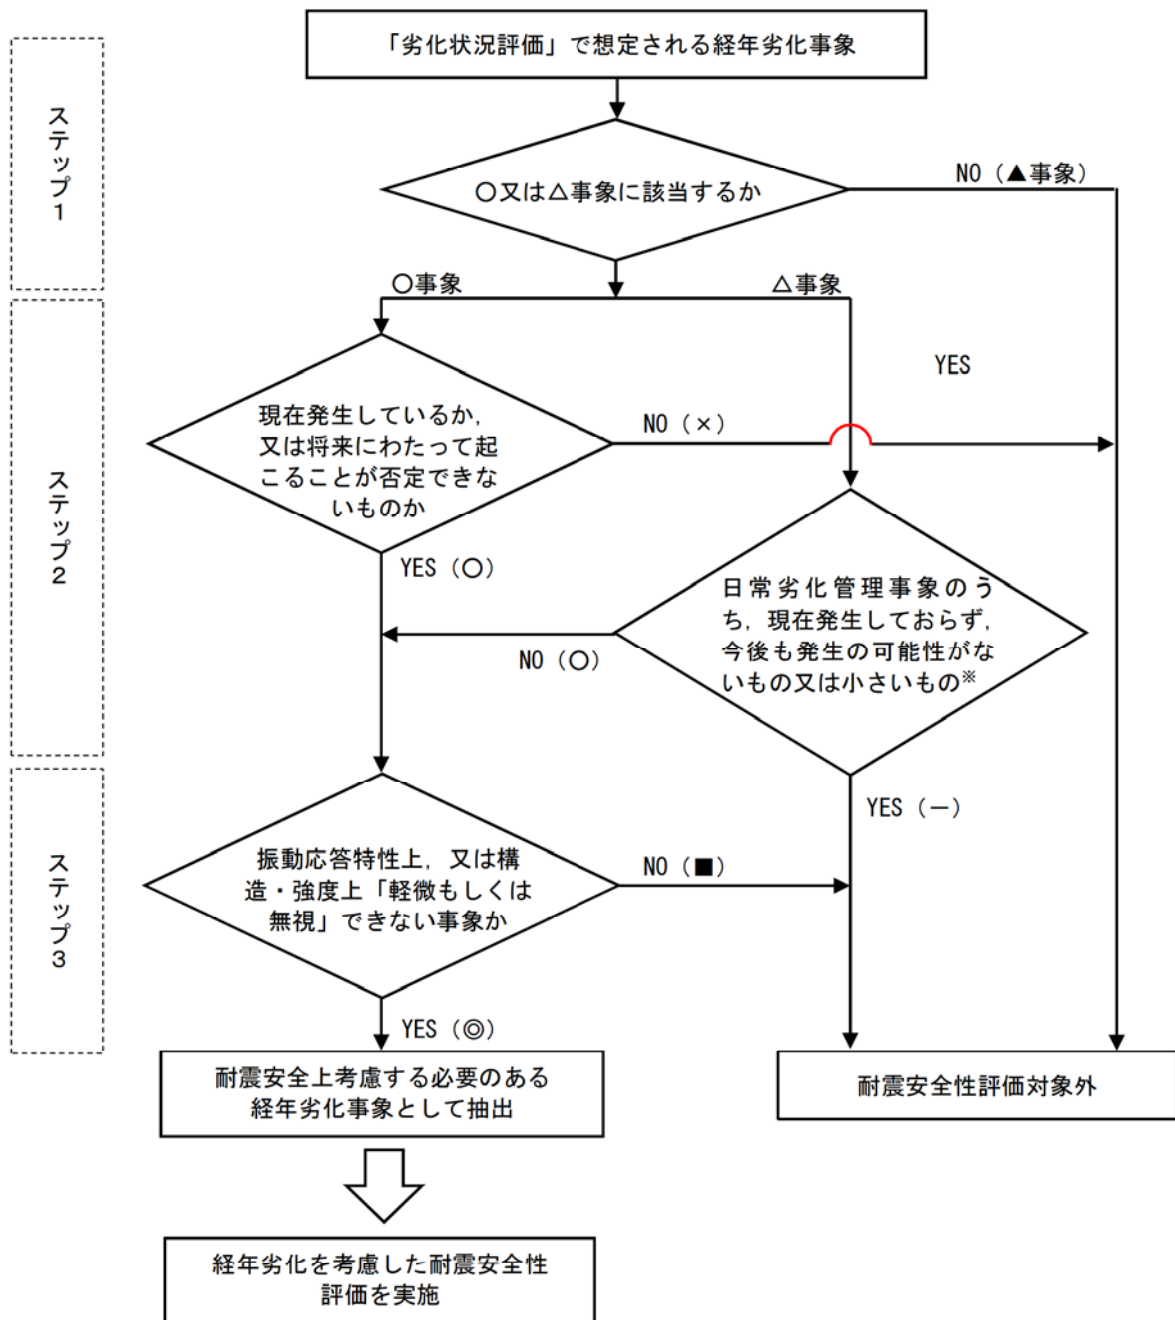 「劣化状況評価」で想定される経年劣化事象
ステップ1
○又は△事象に該当するか
NO（▲事象）
○事象
△事象
ステップ2
YES
現在発生しているか，
又は将来にわたって起
こることが否定できな
いものか
NO（×）
YES（○）
日常劣化管理事象のう
ち，現在発生しておらず，
今後も発生の可能性がな
いもの又は小さいもの※
NO（○）
YES（－）
ステップ3
振動応答特性上，又は構
造・強度上「軽微もしくは
無視」できない事象か
NO（■）
YES（◎）
耐震安全上考慮する必要のある
経年劣化事象として抽出
耐震安全性評価対象外
経年劣化を考慮した耐震安全性
評価を実施